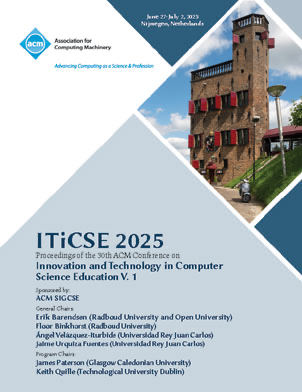 June 27-July 2, 2025
Nijmegen, Netherlands
acm
Association for
Computing Machinery
Advancing Computing as a Science & Profession
ITiCSE 2025
Proceedings of the 30th ACM Conference on
Innovation and Technology in Computer
Science Education V. 1
Sponsored by:
ACM SIGCSE
General Chairs:
Erik Barendsen (Radboud University and Open University)
Floor Binkhorst (Radboud University)
Ángel Velázquez-Iturbide (Universidad Rey Juan Carlos)
Jaime Urquiza Fuentes (Universidad Rey Juan Carlos)
Program Chairs:
James Paterson (Glasgow Caledonian University)
Keith Quille (Technological University Dublin)